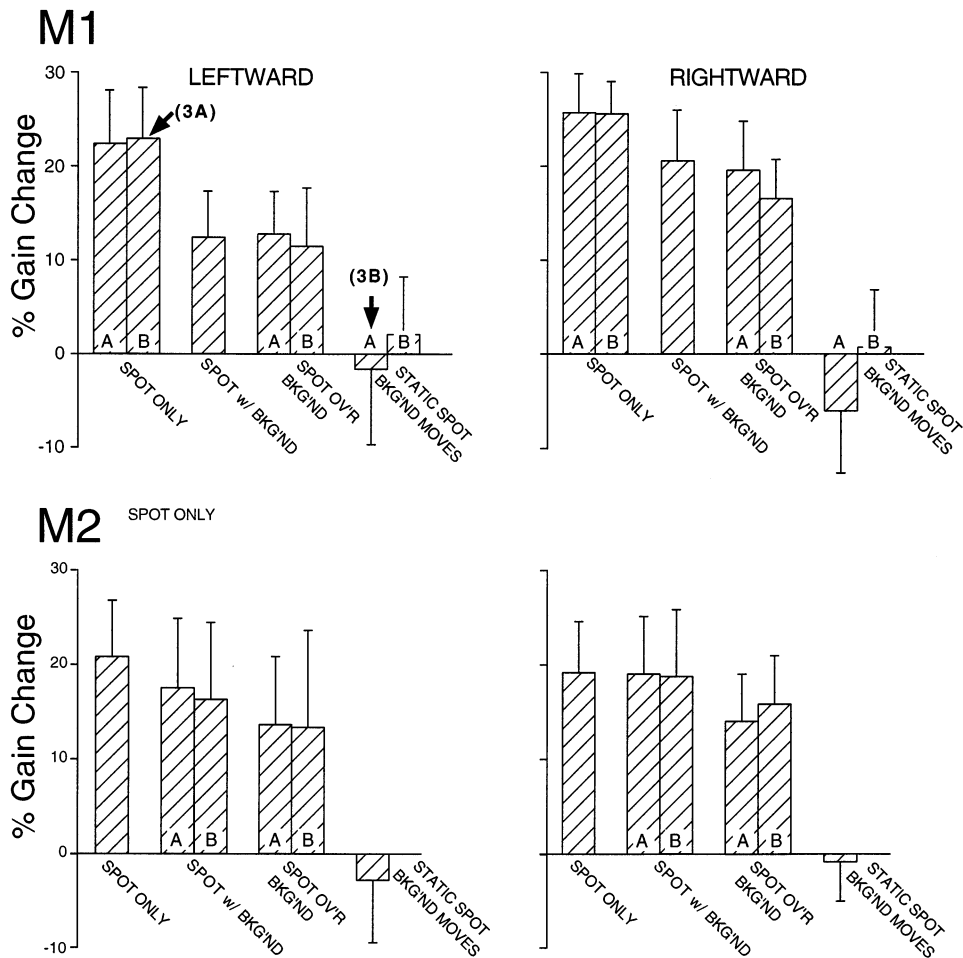 M1
LEFTWARD
RIGHTWARD
% Gain Change
30
20
10
0
-10
(3A)
(3B)
A
B
A
B
A
B
A
B
A
B
A
B
SPOT ONLY
SPOT w/ BKG'ND
SPOT OV'R
BKG'ND
STATIC SPOT
BKG'ND MOVES
SPOT ONLY
SPOT w/ BKG'ND
SPOT OV'R
BKG'ND
STATIC SPOT
BKG'ND MOVES
M2
SPOT ONLY
% Gain Change
30
20
10
0
-10
A
B
A
B
A
B
A
B
SPOT ONLY
SPOT w/ BKG'ND
SPOT OV'R
BKG'ND
STATIC SPOT
BKG'ND MOVES
SPOT ONLY
SPOT w/ BKG'ND
SPOT OV'R
BKG'ND
STATIC SPOT
BKG'ND MOVES